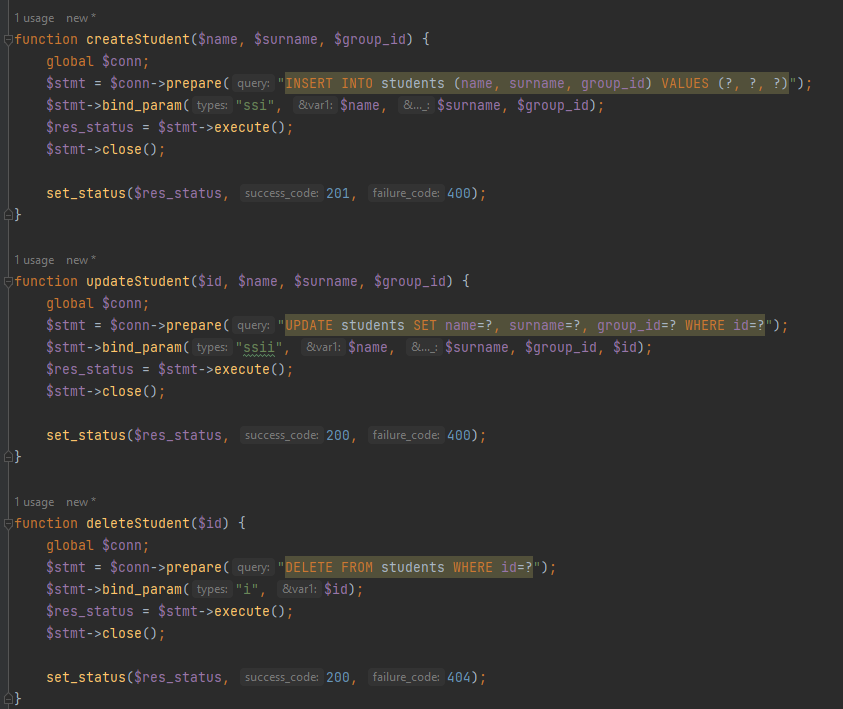 1 usage new *
function createStudent($name, $surname, $group_id) {
global $conn;
$stmt = $conn->prepare( query: "INSERT INTO students (name, surname, group_id) VALUES (?, ?, ?)");
$stmt->bind_param( types: "ssi", &var1: $name, &..._: $surname, $group_id);
$res_status = $stmt->execute();
$stmt->close();
set_status($res_status, success_code: 201, failure_code: 400);
}
1 usage new *
function updateStudent($id, $name, $surname, $group_id) {
global $conn;
$stmt = $conn->prepare( query: "UPDATE students SET name=?, surname=?, group_id=? WHERE id=?");
$stmt->bind_param( types: "ssii", &var1: $name, &..._: $surname, $group_id, $id);
$res_status = $stmt->execute();
$stmt->close();
set_status($res_status, success_code: 200, failure_code: 400);
}
1 usage new *
function deleteStudent($id) {
global $conn;
$stmt = $conn->prepare( query: "DELETE FROM students WHERE id=?");
$stmt->bind_param( types: "i", &var1: $id);
$res_status = $stmt->execute();
$stmt->close();
set_status($res_status, success_code: 200, failure_code: 404);
}